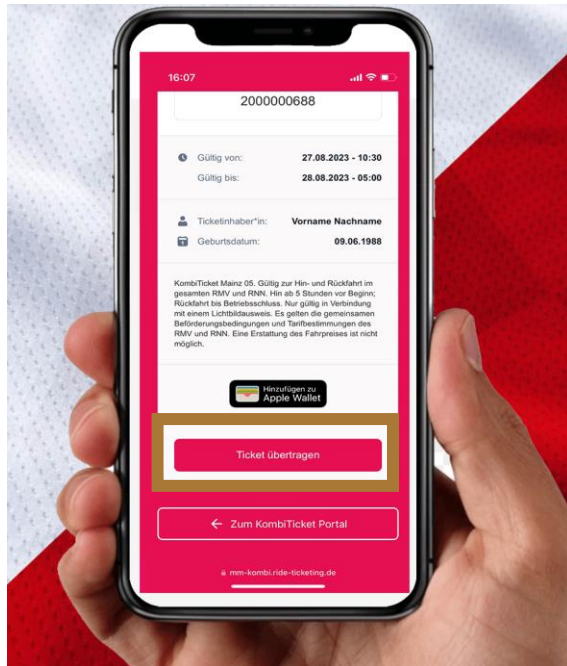 16:07
2000000688
Gültig von: 27.08.2023 - 10:30
Gültig bis: 28.08.2023 - 05:00
Ticketinhaber*in: Vorname Nachname
Geburtsdatum: 09.06.1988
KombiTicket Mainz 05. Gültig zur Hin- und Rückfahrt im
gesamten RMV und RNN. Hin ab 5 Stunden vor Beginn;
Rückfahrt bis Betriebsschluss. Nur gültig in Verbindung
mit einem Lichtbildausweis. Es gelten die gemeinsamen
Beförderungsbedingungen und Tarifbestimmungen des
RMV und RNN. Eine Erstattung des Fahrpreises ist nicht
möglich.
Hinzufügen zu
Apple Wallet
Ticket übertragen
← Zum KombiTicket Portal
mm-kombi.ride-ticketing.de